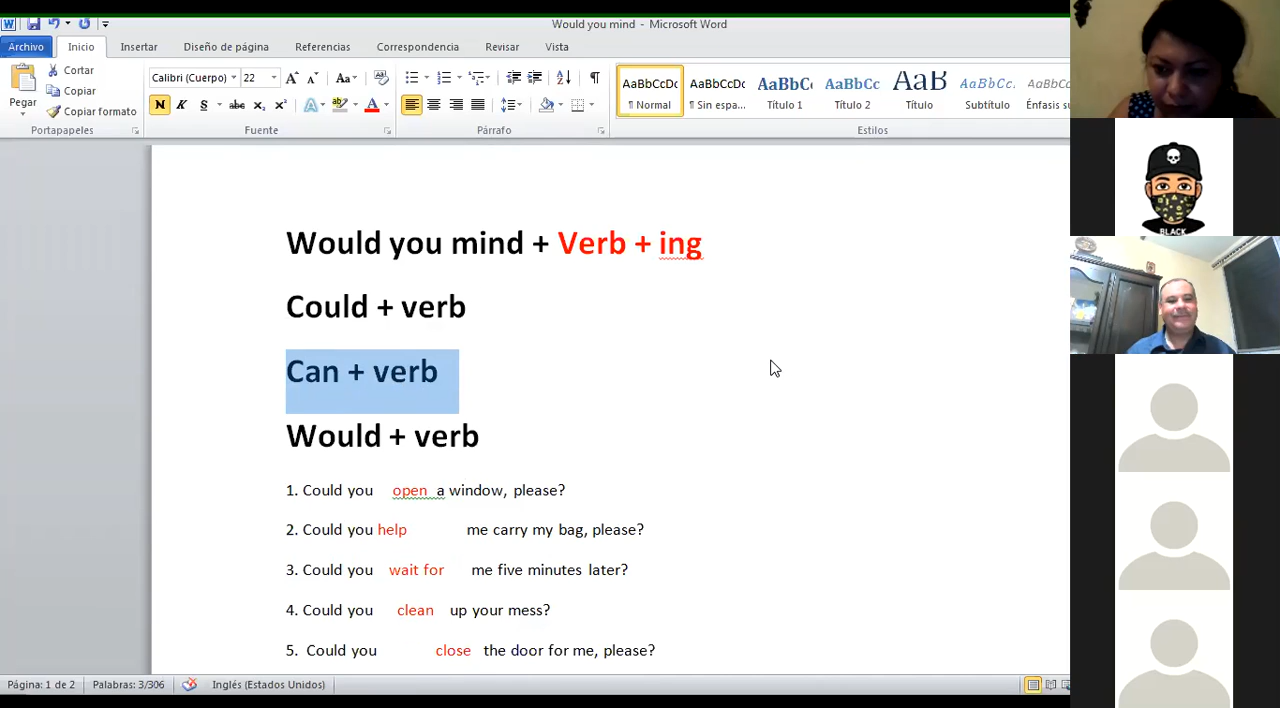 Would you mind - Microsoft Word
Archivo Inicio Insertar Diseño de página Referencias Correspondencia Revisar Vista
Pegar
Cortar
Copiar
Copiar formato
Calibri (Cuerpo) 22
N K S abc x₂ x² A ab A
AaBbCcDc AaBbCcDc AaBbC AaBbCc AaB AaBbCc. AaBbCc
¶ Normal ¶ Sin espa... Título 1 Título 2 Título Subtítulo Énfasis su
Portapapeles Fuente Párrafo Estilos
Would you mind + Verb + ing
Could + verb
Can + verb
Would + verb
1. Could you open a window, please?
2. Could you help me carry my bag, please?
3. Could you wait for me five minutes later?
4. Could you clean up your mess?
5. Could you close the door for me, please?
Página: 1 de 2 Palabras: 3/306 Inglés (Estados Unidos)
BLACK